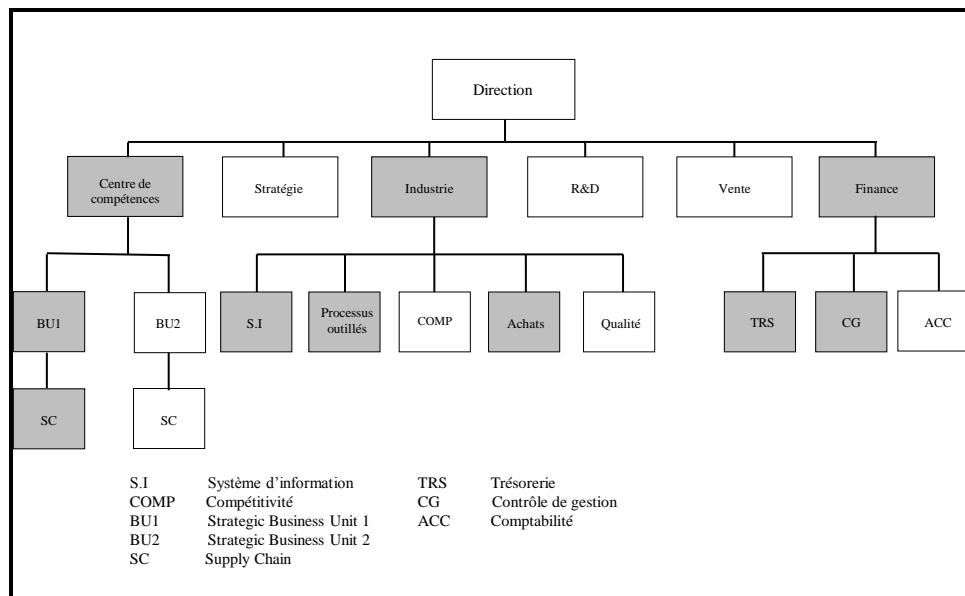 Direction
Centre de
compétences
Stratégie
Industrie
R&D
Vente
Finance
BU1
BU2
S.I
Processus
outillés
COMP
Achats
Qualité
TRS
CG
ACC
SC
SC
S.I Système d’information TRS Trésorerie
COMP Compétitivité CG Contrôle de gestion
BU1 Strategic Business Unit 1 ACC Comptabilité
BU2 Strategic Business Unit 2
SC Supply Chain